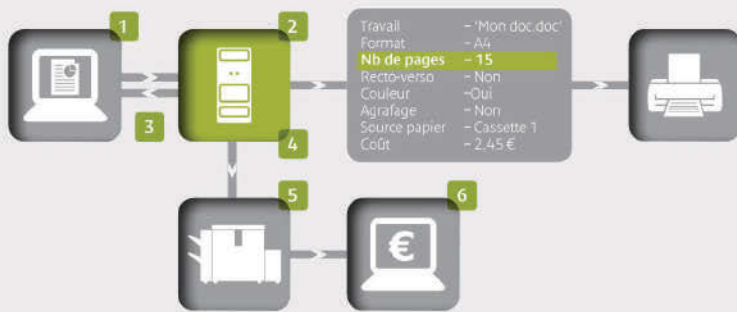 1
2
Travail – 'Mon doc.doc'
Format – A4
Nb de pages – 15
Recto-verso – Non
Couleur –Oui
Agrafage – Non
Source papier – Cassette 1
Coût – 2,45 €
3
4
5
6
€